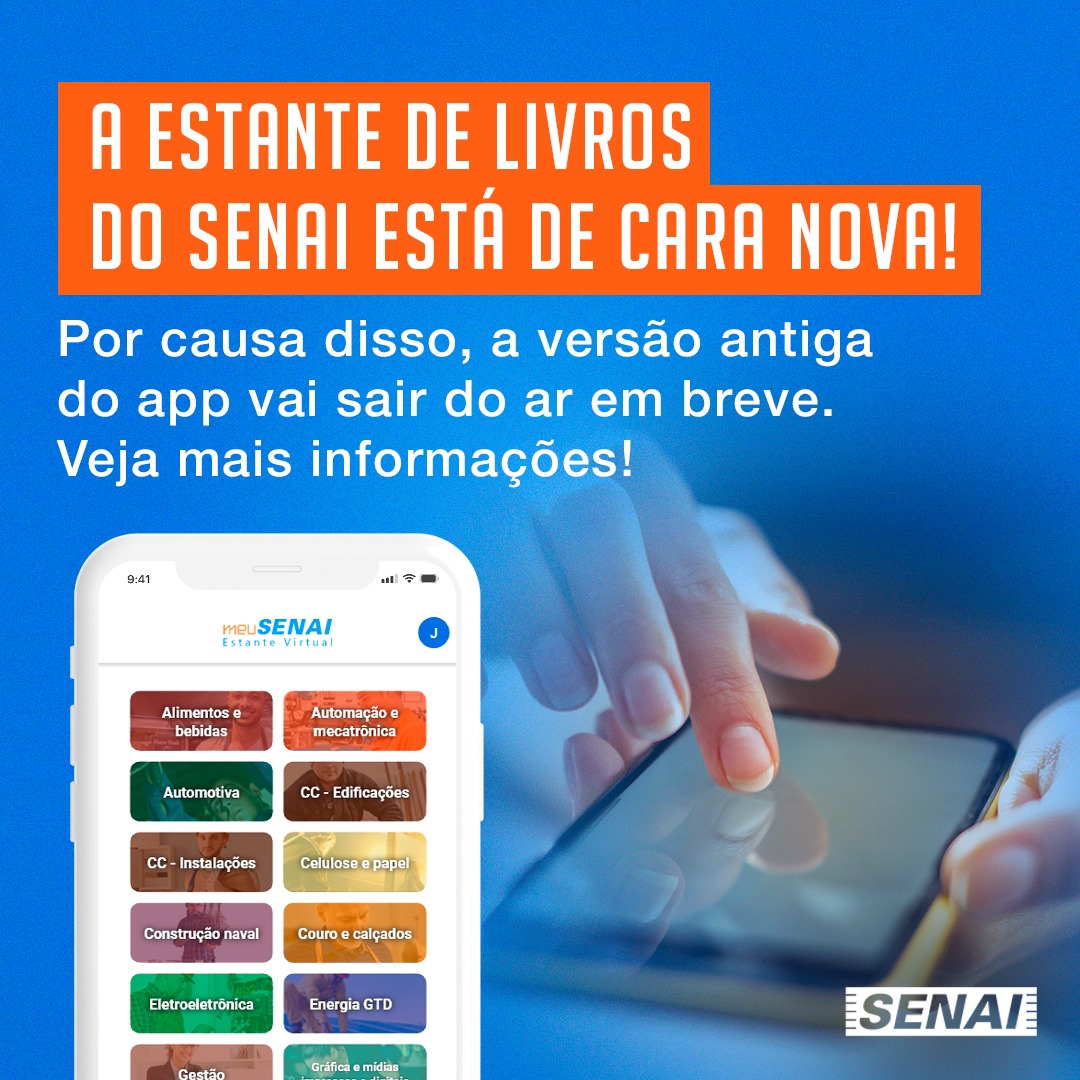 A ESTANTE DE LIVROS
DO SENAI ESTÁ DE CARA NOVA!
Por causa disso, a versão antiga
do app vai sair do ar em breve.
Veja mais informações!
9:41
meuSENAI
Estante Virtual
J
Alimentos e
bebidas
Automação e
mecatrônica
Automotiva
CC - Edificações
CC - Instalações
Celulose e papel
Construção naval
Couro e calçados
Eletroeletrônica
Energia GTD
Gestão
Gráfica e mídias
impressas e digitais
SENAI